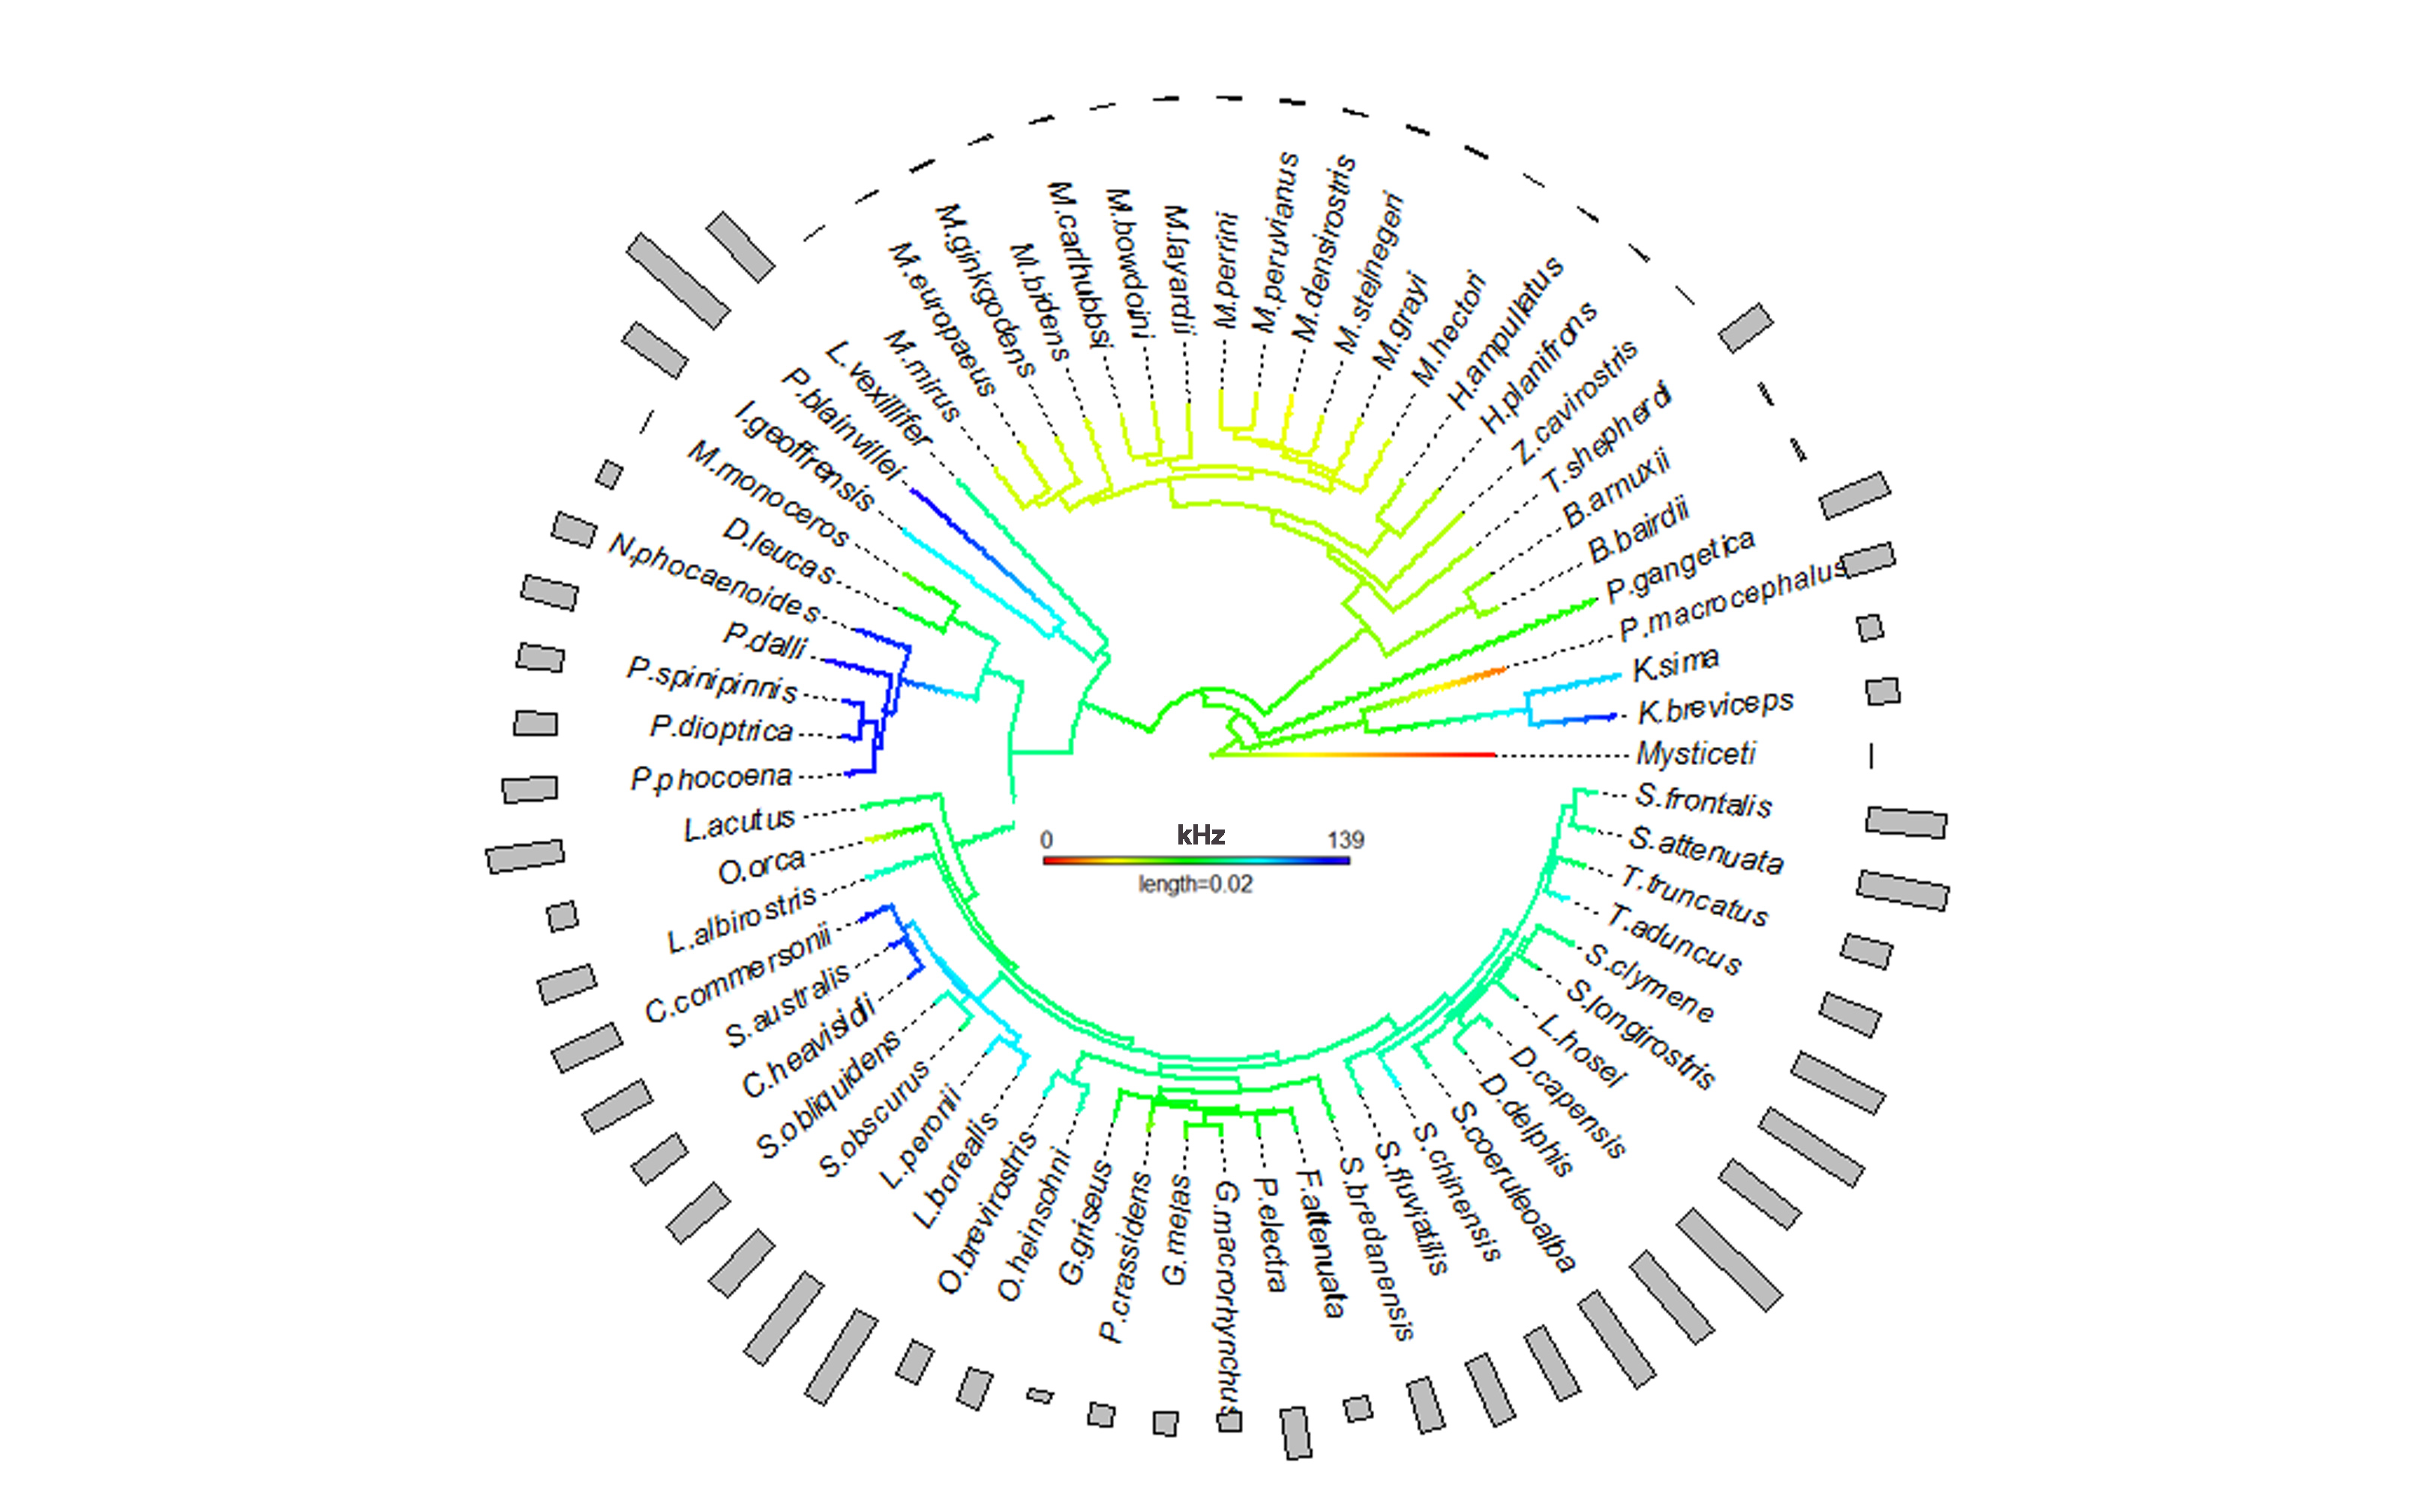 L.vexillifer
M.mirus
M.europaeus
M.ginkgodens
M.bidens
M.carlhubbsi
M.bowdoini
M.layardii
M.perrini
M.peruvianus
M.densirostris
M.stejnegeri
M.grayi
M.hectori
H.ampullatus
H.planifrons
Z.cavirostris
T.shepherdi
B.arnuxii
B.bairdii
P.gangetica
P.macrocephalus
K.sima
K.breviceps
Mysticeti
S.frontalis
S.attenuata
T.truncatus
T.aduncus
S.clymene
S.longirostris
L.hosei
D.capensis
D.delphis
S.coeruleoalba
S.chinensis
S.fluviatilis
S.bredanensis
F.attenuata
P.electra
G.macrorhynchus
G.melas
P.crassidens
G.griseus
O.heinsohni
O.brevirostris
L.borealis
L.peronii
S.obscurus
S.obliquidens
C.heavisidii
S.australis
C.commersonii
L.albirostris
O.orca
L.acutus
P.phocoena
P.dioptrica
P.spinipinnis
P.dalli
N.phocaenoides
D.leucas
M.monoceros
I.geoffrensis
P.blainvillei
0 kHz 139
length=0.02